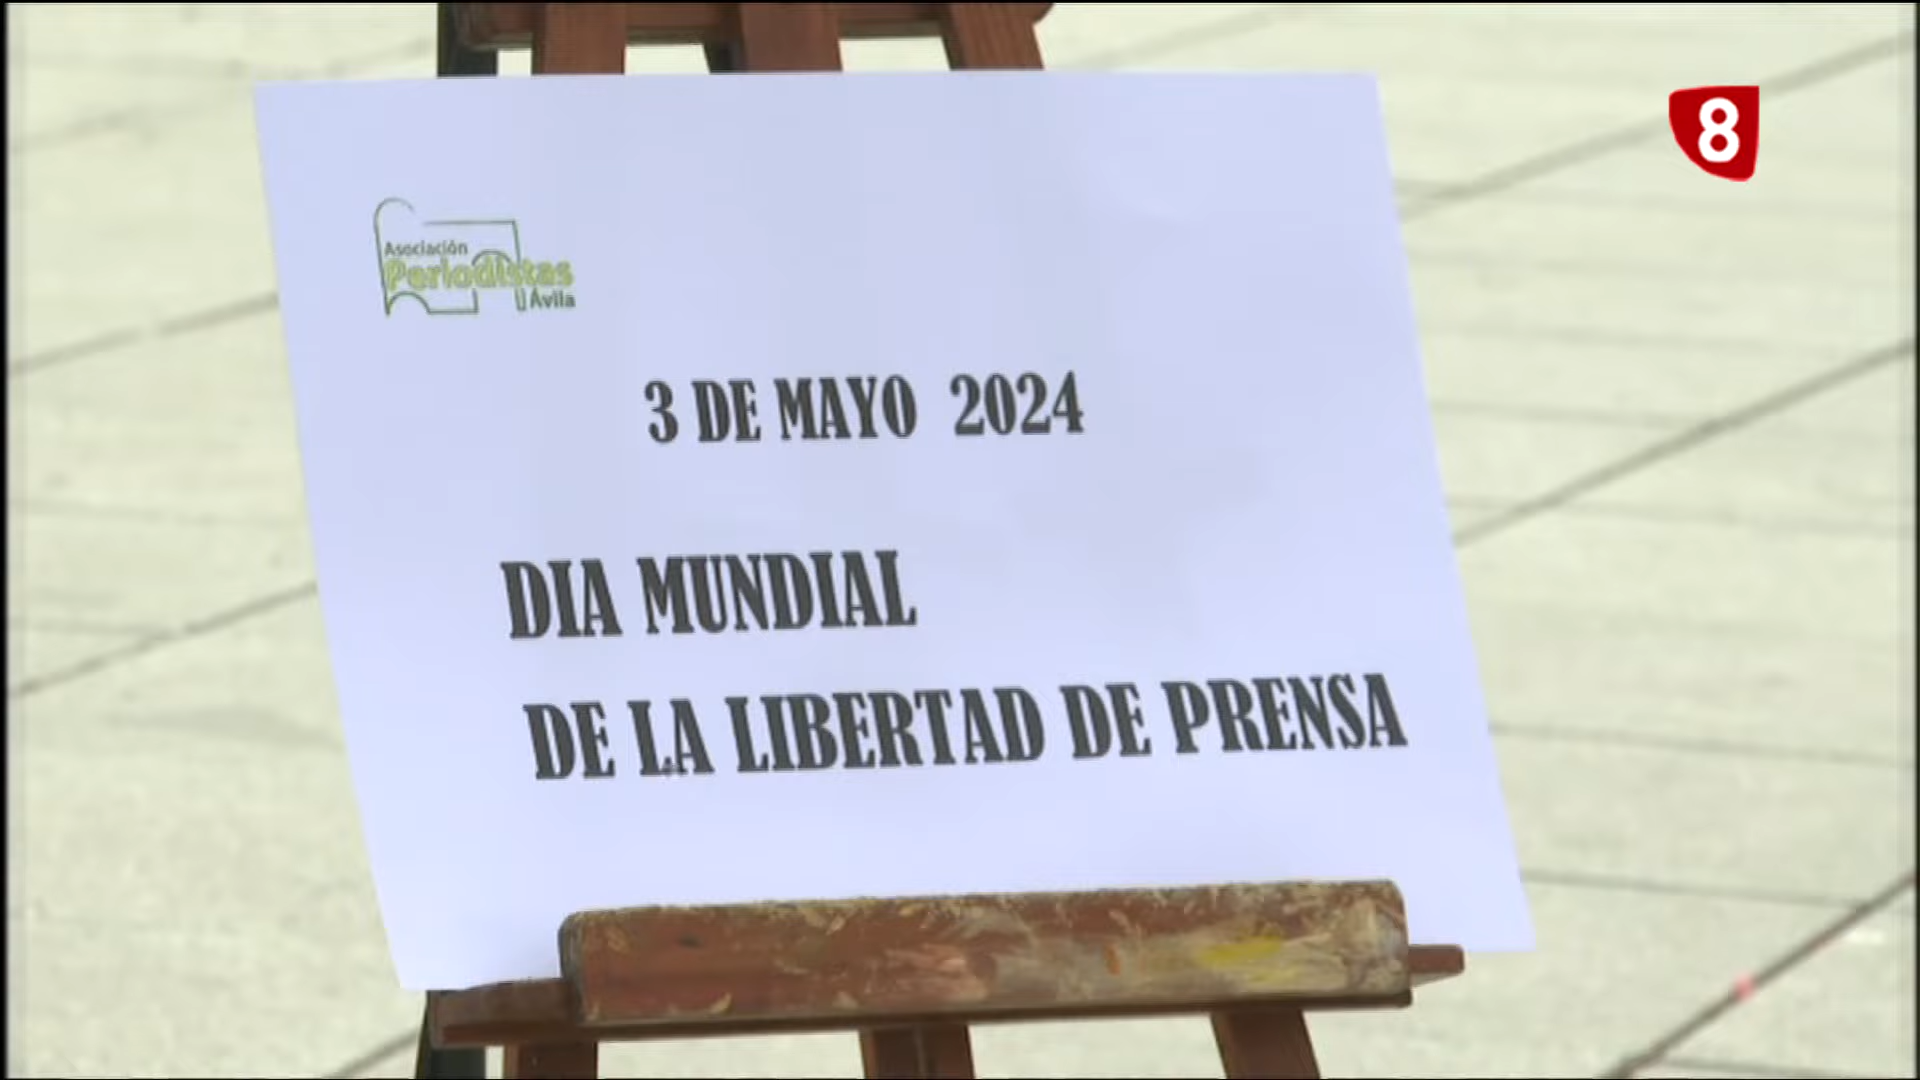 8
Asociación
Periodistas
Ávila
3 DE MAYO 2024
DIA MUNDIAL
DE LA LIBERTAD DE PRENSA